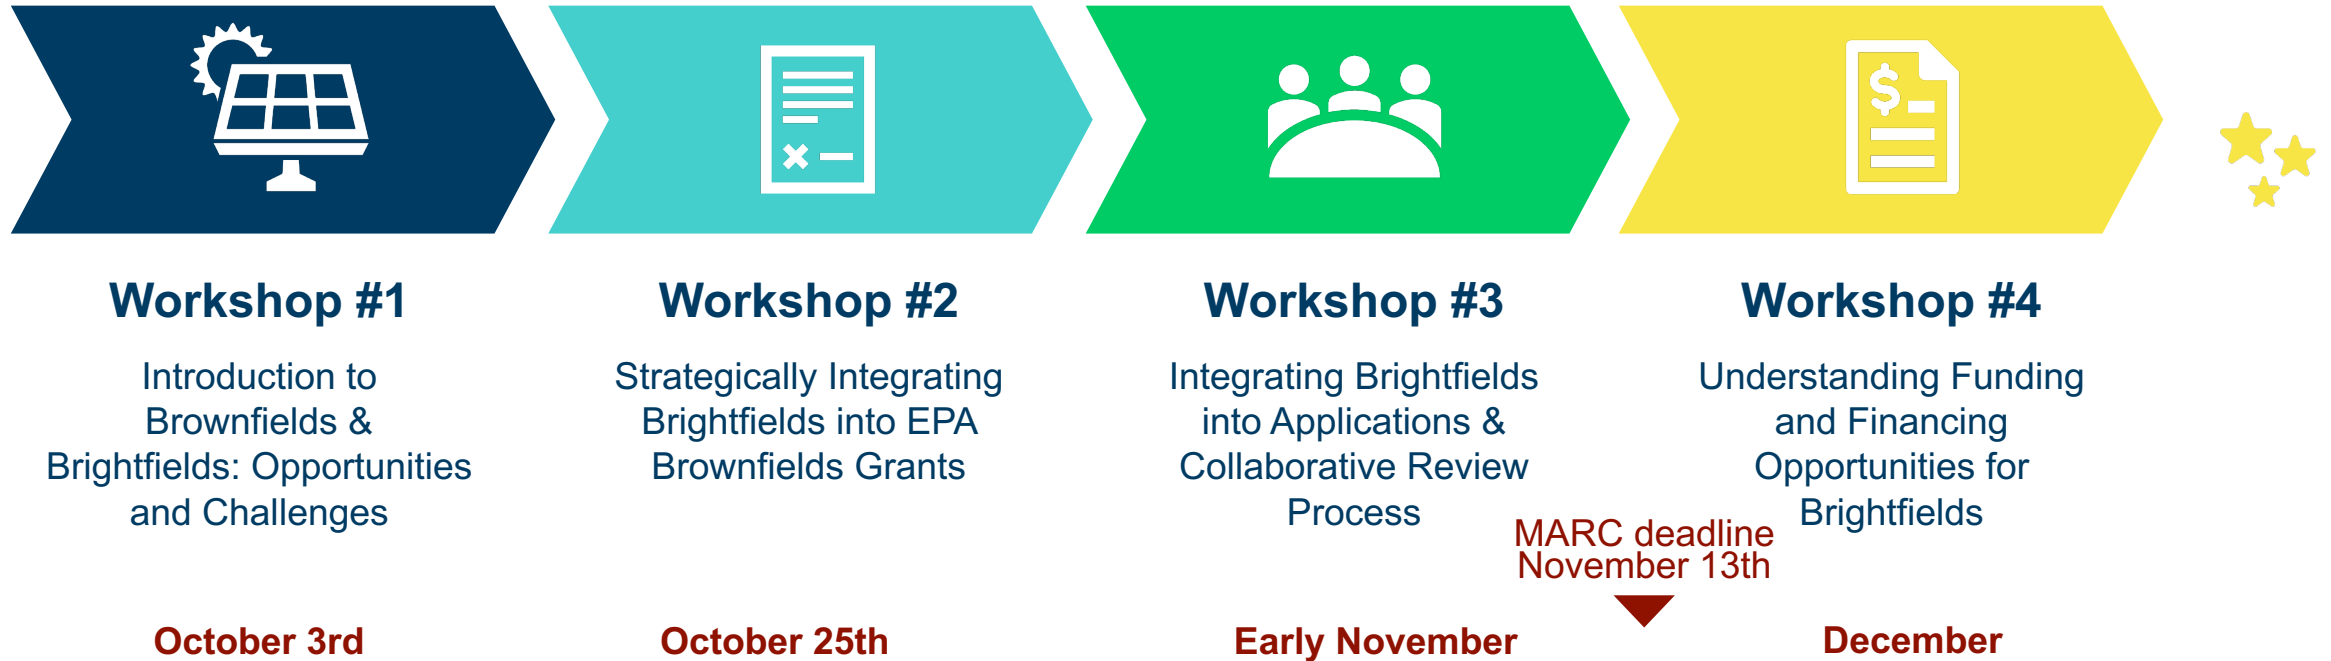 Workshop #1
Introduction to
Brownfields &
Brightfields: Opportunities
and Challenges
October 3rd
Workshop #2
Strategically Integrating
Brightfields into EPA
Brownfields Grants
October 25th
Workshop #3
Integrating Brightfields
into Applications &
Collaborative Review
Process
Early November
MARC deadline
November 13th
Workshop #4
Understanding Funding
and Financing
Opportunities for
Brightfields
December